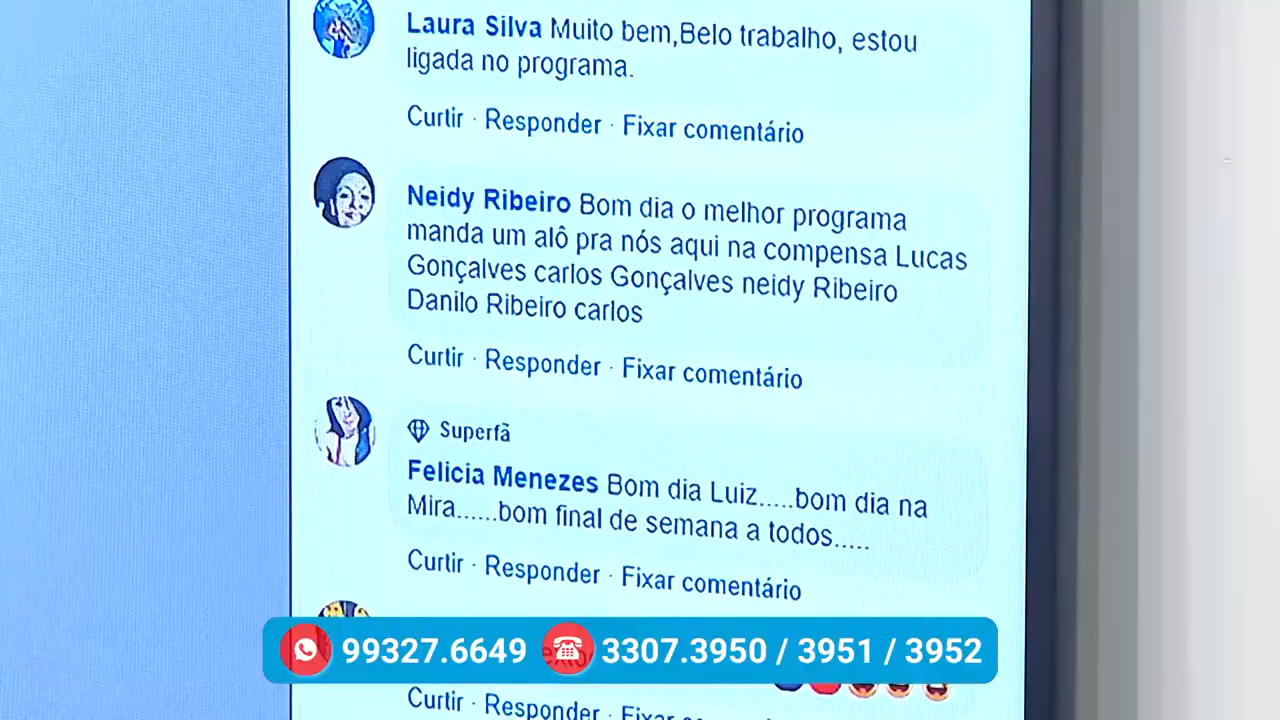 Laura Silva Muito bem,Belo trabalho, estou
ligada no programa.
Curtir · Responder · Fixar comentário
Neidy Ribeiro Bom dia o melhor programa
manda um alô pra nós aqui na compensa Lucas
Gonçalves carlos Gonçalves neidy Ribeiro
Danilo Ribeiro carlos
Curtir · Responder · Fixar comentário
Superfã
Felicia Menezes Bom dia Luiz.....bom dia na
Mira......bom final de semana a todos.....
Curtir · Responder · Fixar comentário
99327.6649 3307.3950 / 3951 / 3952
Curtir · Responder · Fixar comentário